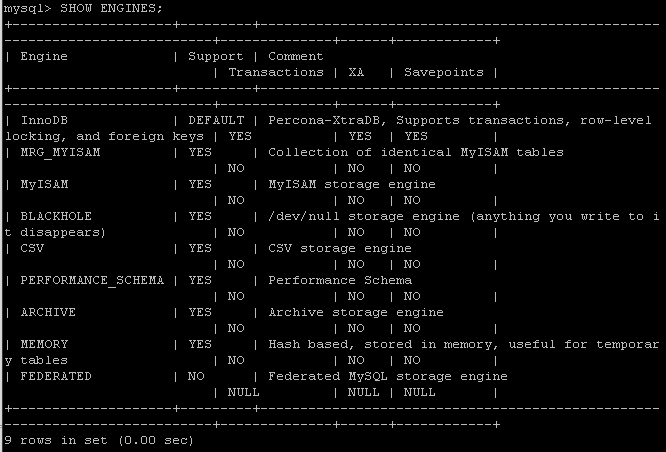 mysql> SHOW ENGINES;
+--------------------+---------+------------------------------------------------
----------------------------+--------------+------+------------+
| Engine             | Support | Comment
                            | Transactions | XA   | Savepoints |
+--------------------+---------+------------------------------------------------
----------------------------+--------------+------+------------+
| InnoDB             | DEFAULT | Percona-XtraDB, Supports transactions, row-level
locking, and foreign keys | YES          | YES  | YES        |
| MRG_MYISAM         | YES     | Collection of identical MyISAM tables
                            | NO           | NO   | NO         |
| MyISAM             | YES     | MyISAM storage engine
                            | NO           | NO   | NO         |
| BLACKHOLE          | YES     | /dev/null storage engine (anything you write to i
t disappears)               | NO           | NO   | NO         |
| CSV                | YES     | CSV storage engine
                            | NO           | NO   | NO         |
| PERFORMANCE_SCHEMA | YES     | Performance Schema
                            | NO           | NO   | NO         |
| ARCHIVE            | YES     | Archive storage engine
                            | NO           | NO   | NO         |
| MEMORY             | YES     | Hash based, stored in memory, useful for temporar
y tables                    | NO           | NO   | NO         |
| FEDERATED          | NO      | Federated MySQL storage engine
                            | NULL         | NULL | NULL       |
+--------------------+---------+------------------------------------------------
----------------------------+--------------+------+------------+
9 rows in set (0.00 sec)